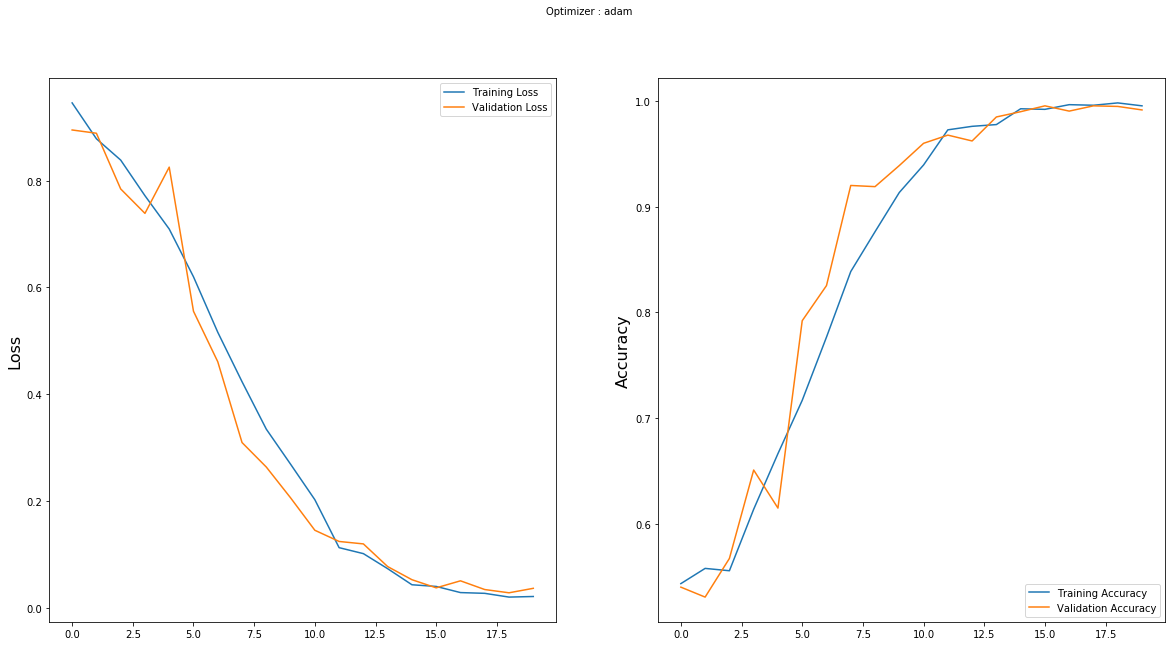 Optimizer : adam
Training Loss
Validation Loss
Loss
0.8
0.6
0.4
0.2
0.0
0.0 2.5 5.0 7.5 10.0 12.5 15.0 17.5
Accuracy
1.0
0.9
0.8
0.7
0.6
Training Accuracy
Validation Accuracy
0.0 2.5 5.0 7.5 10.0 12.5 15.0 17.5